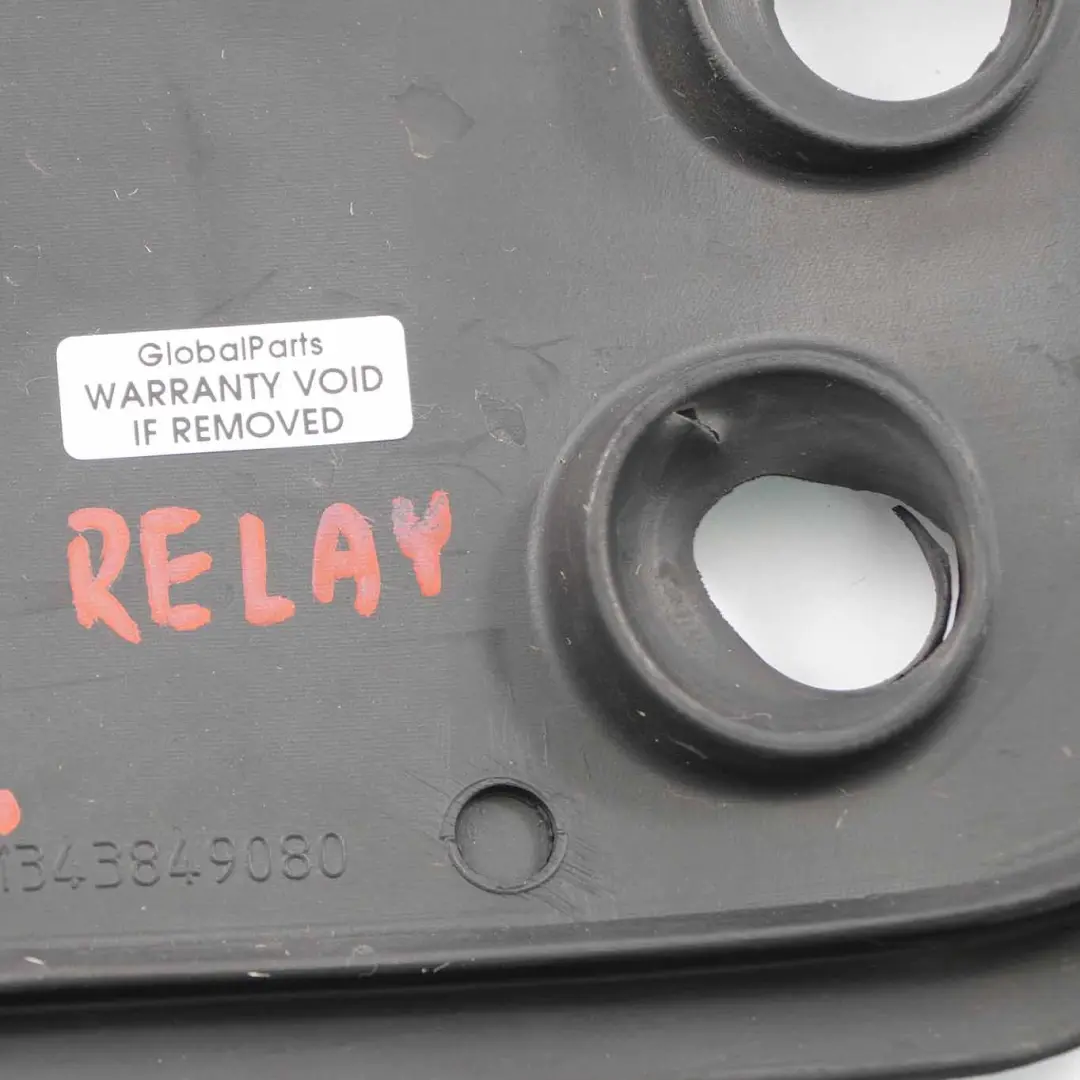 GlobalParts
WARRANTY VOID
IF REMOVED
RELAY
1343849080